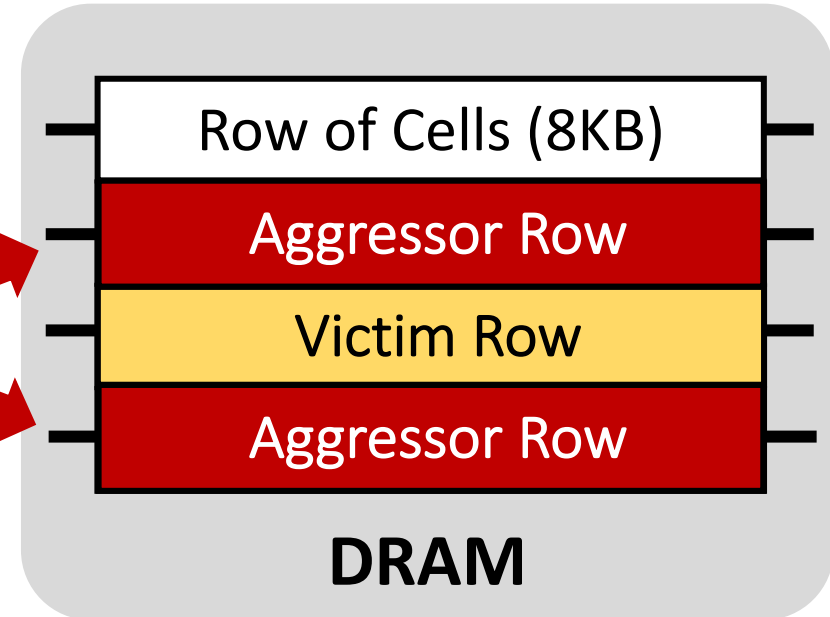 Row of Cells (8KB)
Aggressor Row
Victim Row
Aggressor Row
DRAM